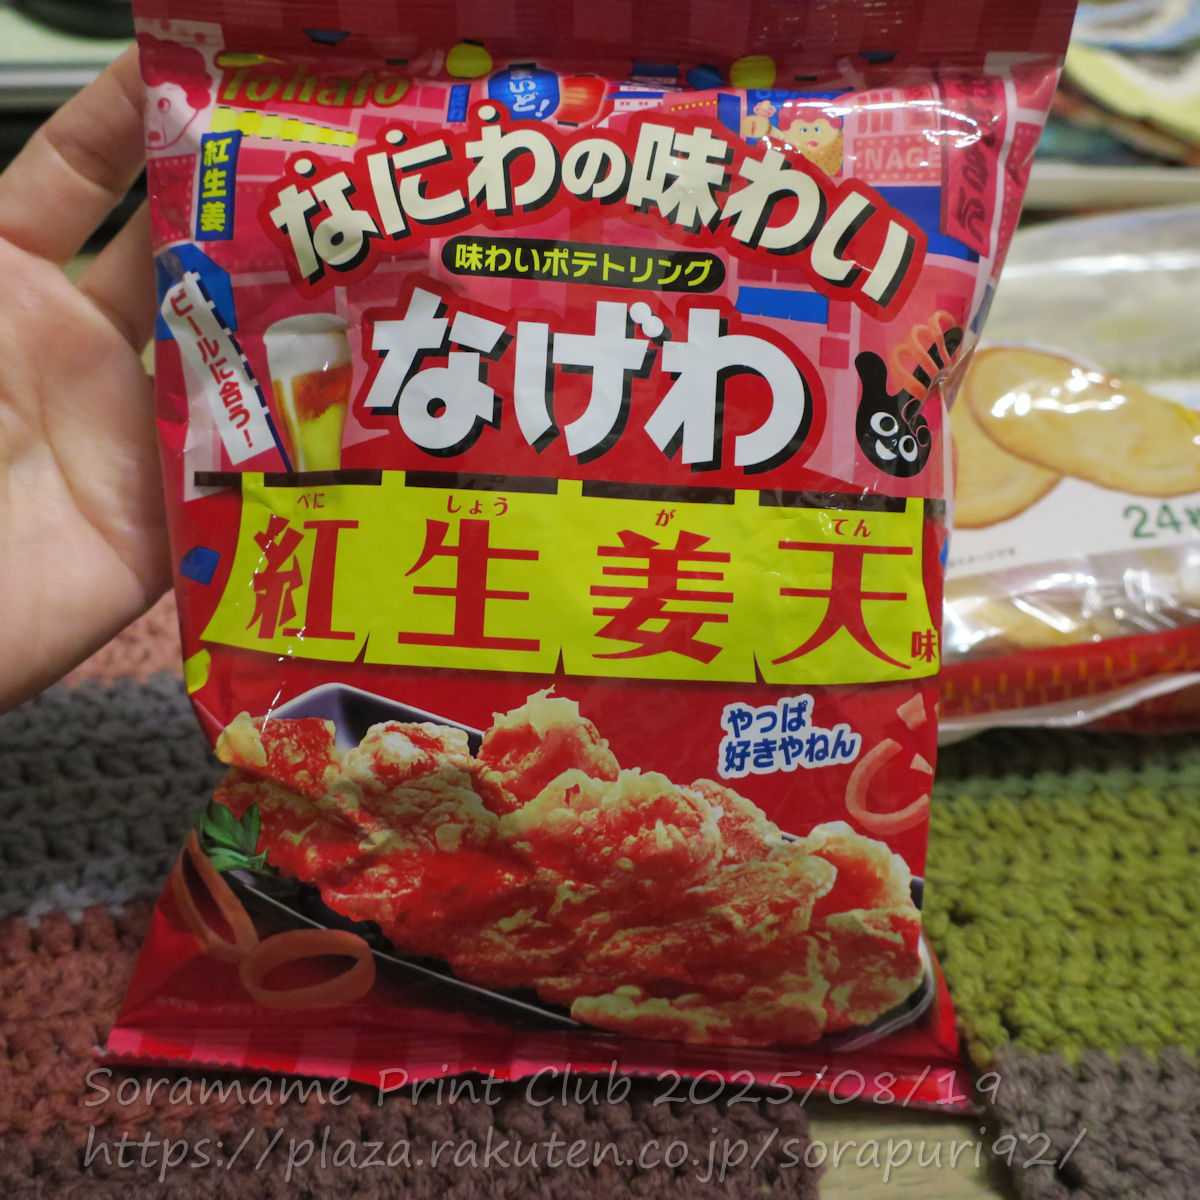 Tohato
紅生姜
なにわの味わい
味わいポテトリング
なげわ
ビールに合う!
べにしょうがてん
紅生姜天味
やっぱ
好きやねん
24枚
Soramame Print Club 2025/08/19
https://plaza.rakuten.co.jp/sorapuri92/